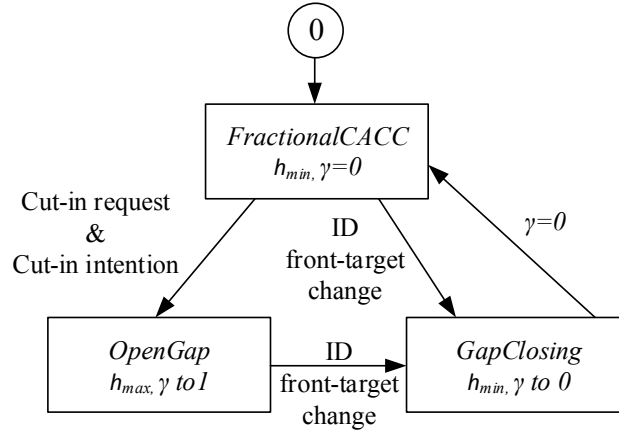 0
FractionalCACC
hmin, γ=0
Cut-in request
&
Cut-in intention
ID
front-target
change
γ=0
OpenGap
hmax, γ to1
ID
front-target
change
GapClosing
hmin, γ to 0